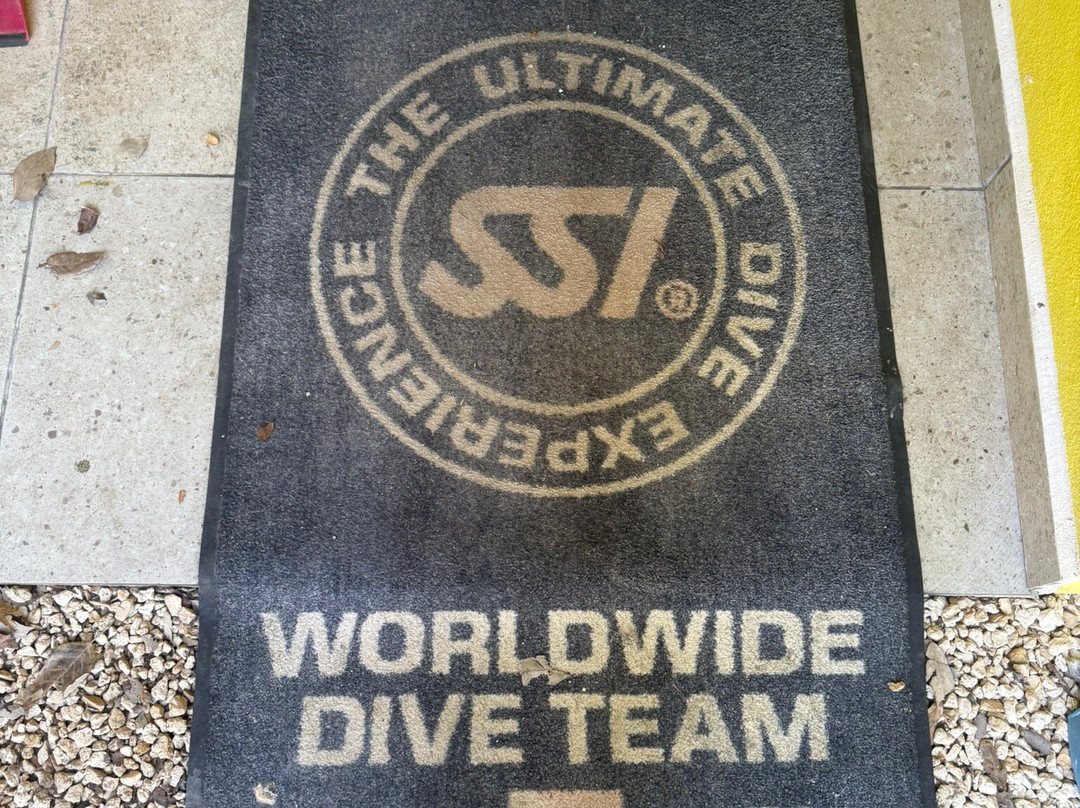 THE ULTIMATE DIVE EXPERIENCE
SSI®
WORLDWIDE
DIVE TEAM